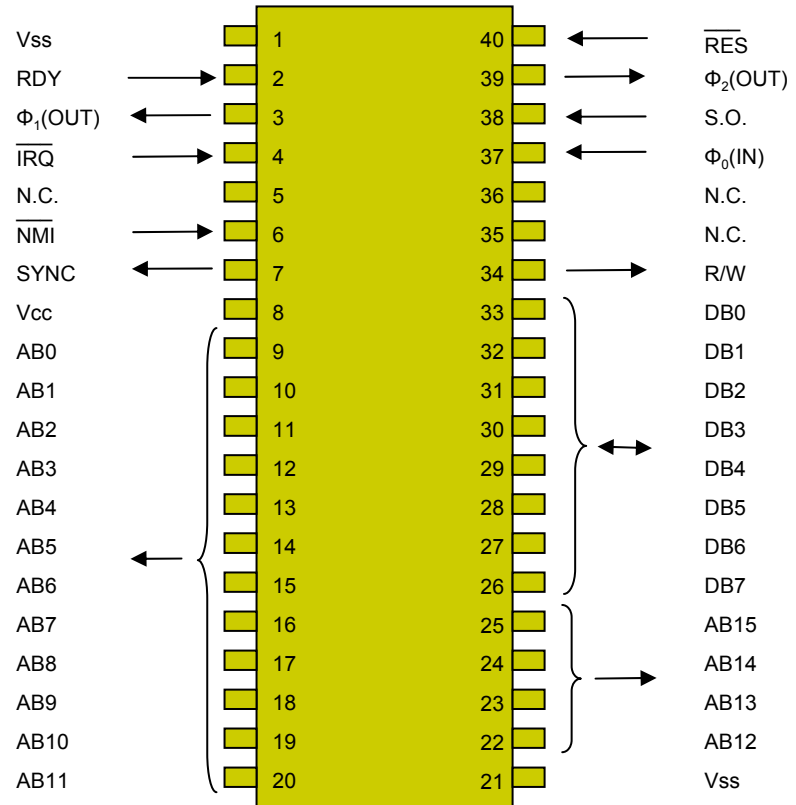 Vss 1 40 R̅E̅S̅
RDY 2 39 Φ₂(OUT)
Φ₁(OUT) 3 38 S.O.
I̅R̅Q̅ 4 37 Φ₀(IN)
N.C. 5 36 N.C.
N̅M̅I̅ 6 35 N.C.
SYNC 7 34 R/W
Vcc 8 33 DB0
AB0 9 32 DB1
AB1 10 31 DB2
AB2 11 30 DB3
AB3 12 29 DB4
AB4 13 28 DB5
AB5 14 27 DB6
AB6 15 26 DB7
AB7 16 25 AB15
AB8 17 24 AB14
AB9 18 23 AB13
AB10 19 22 AB12
AB11 20 21 Vss